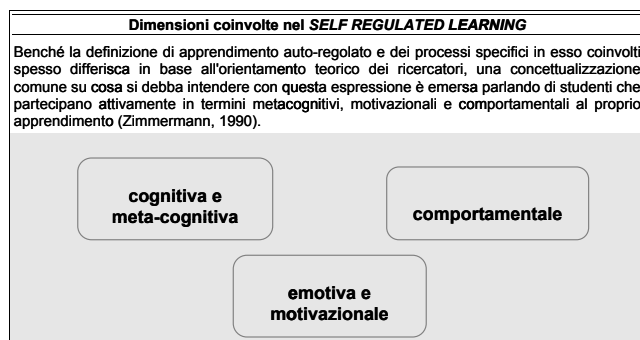 Dimensioni coinvolte nel SELF REGULATED LEARNING
Benché la definizione di apprendimento auto-regolato e dei processi specifici in esso coinvolti
spesso differisca in base all'orientamento teorico dei ricercatori, una concettualizzazione
comune su cosa si debba intendere con questa espressione è emersa parlando di studenti che
partecipano attivamente in termini metacognitivi, motivazionali e comportamentali al proprio
apprendimento (Zimmermann, 1990).
cognitiva e
meta-cognitiva
comportamentale
emotiva e
motivazionale